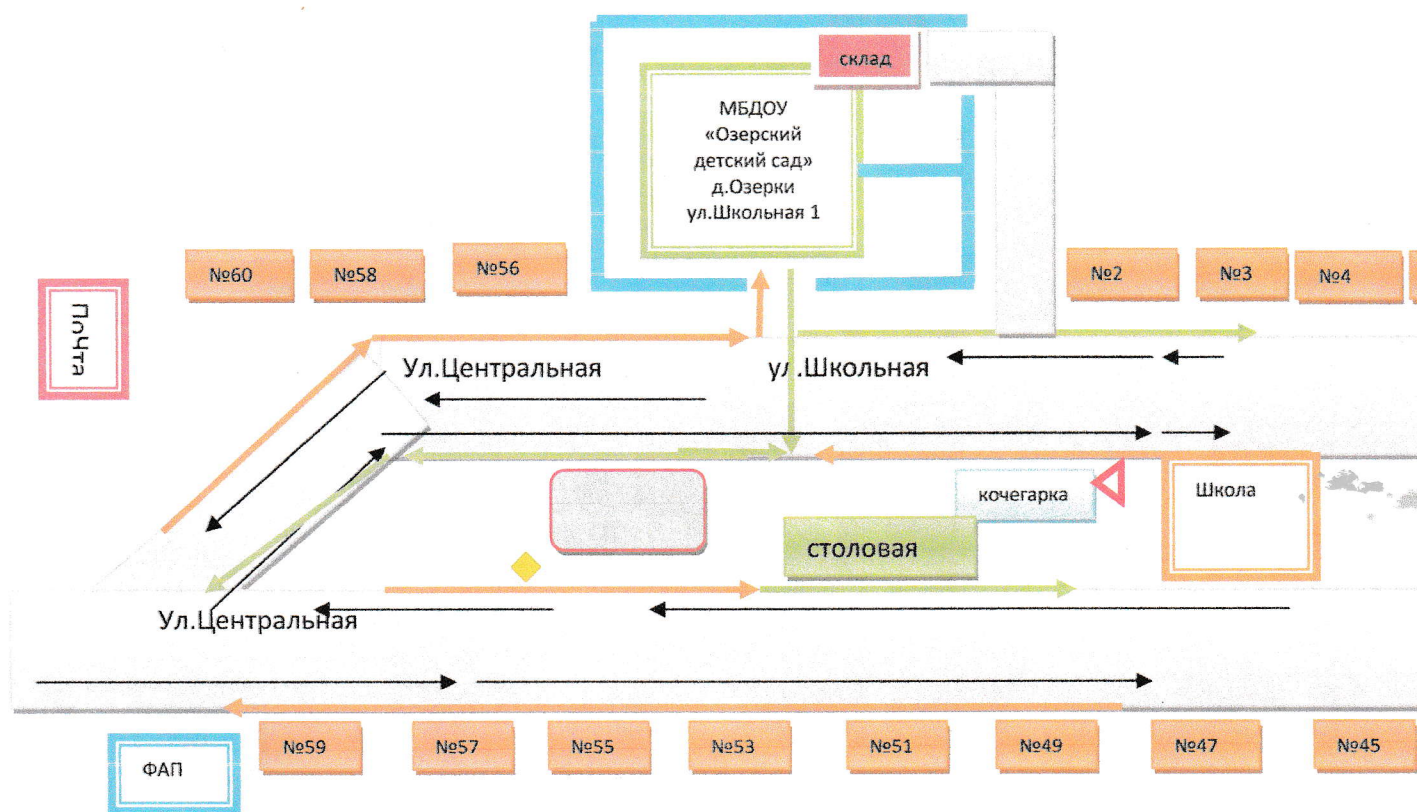 склад
МБДОУ
«Озерский
детский сад»
д.Озерки
ул.Школьная 1
№60
№58
№56
№2
№3
№4
ПоЧта
Ул.Центральная
ул.Школьная
кочегарка
Школа
столовая
Ул.Центральная
№59
№57
№55
№53
№51
№49
№47
№45
ФАП